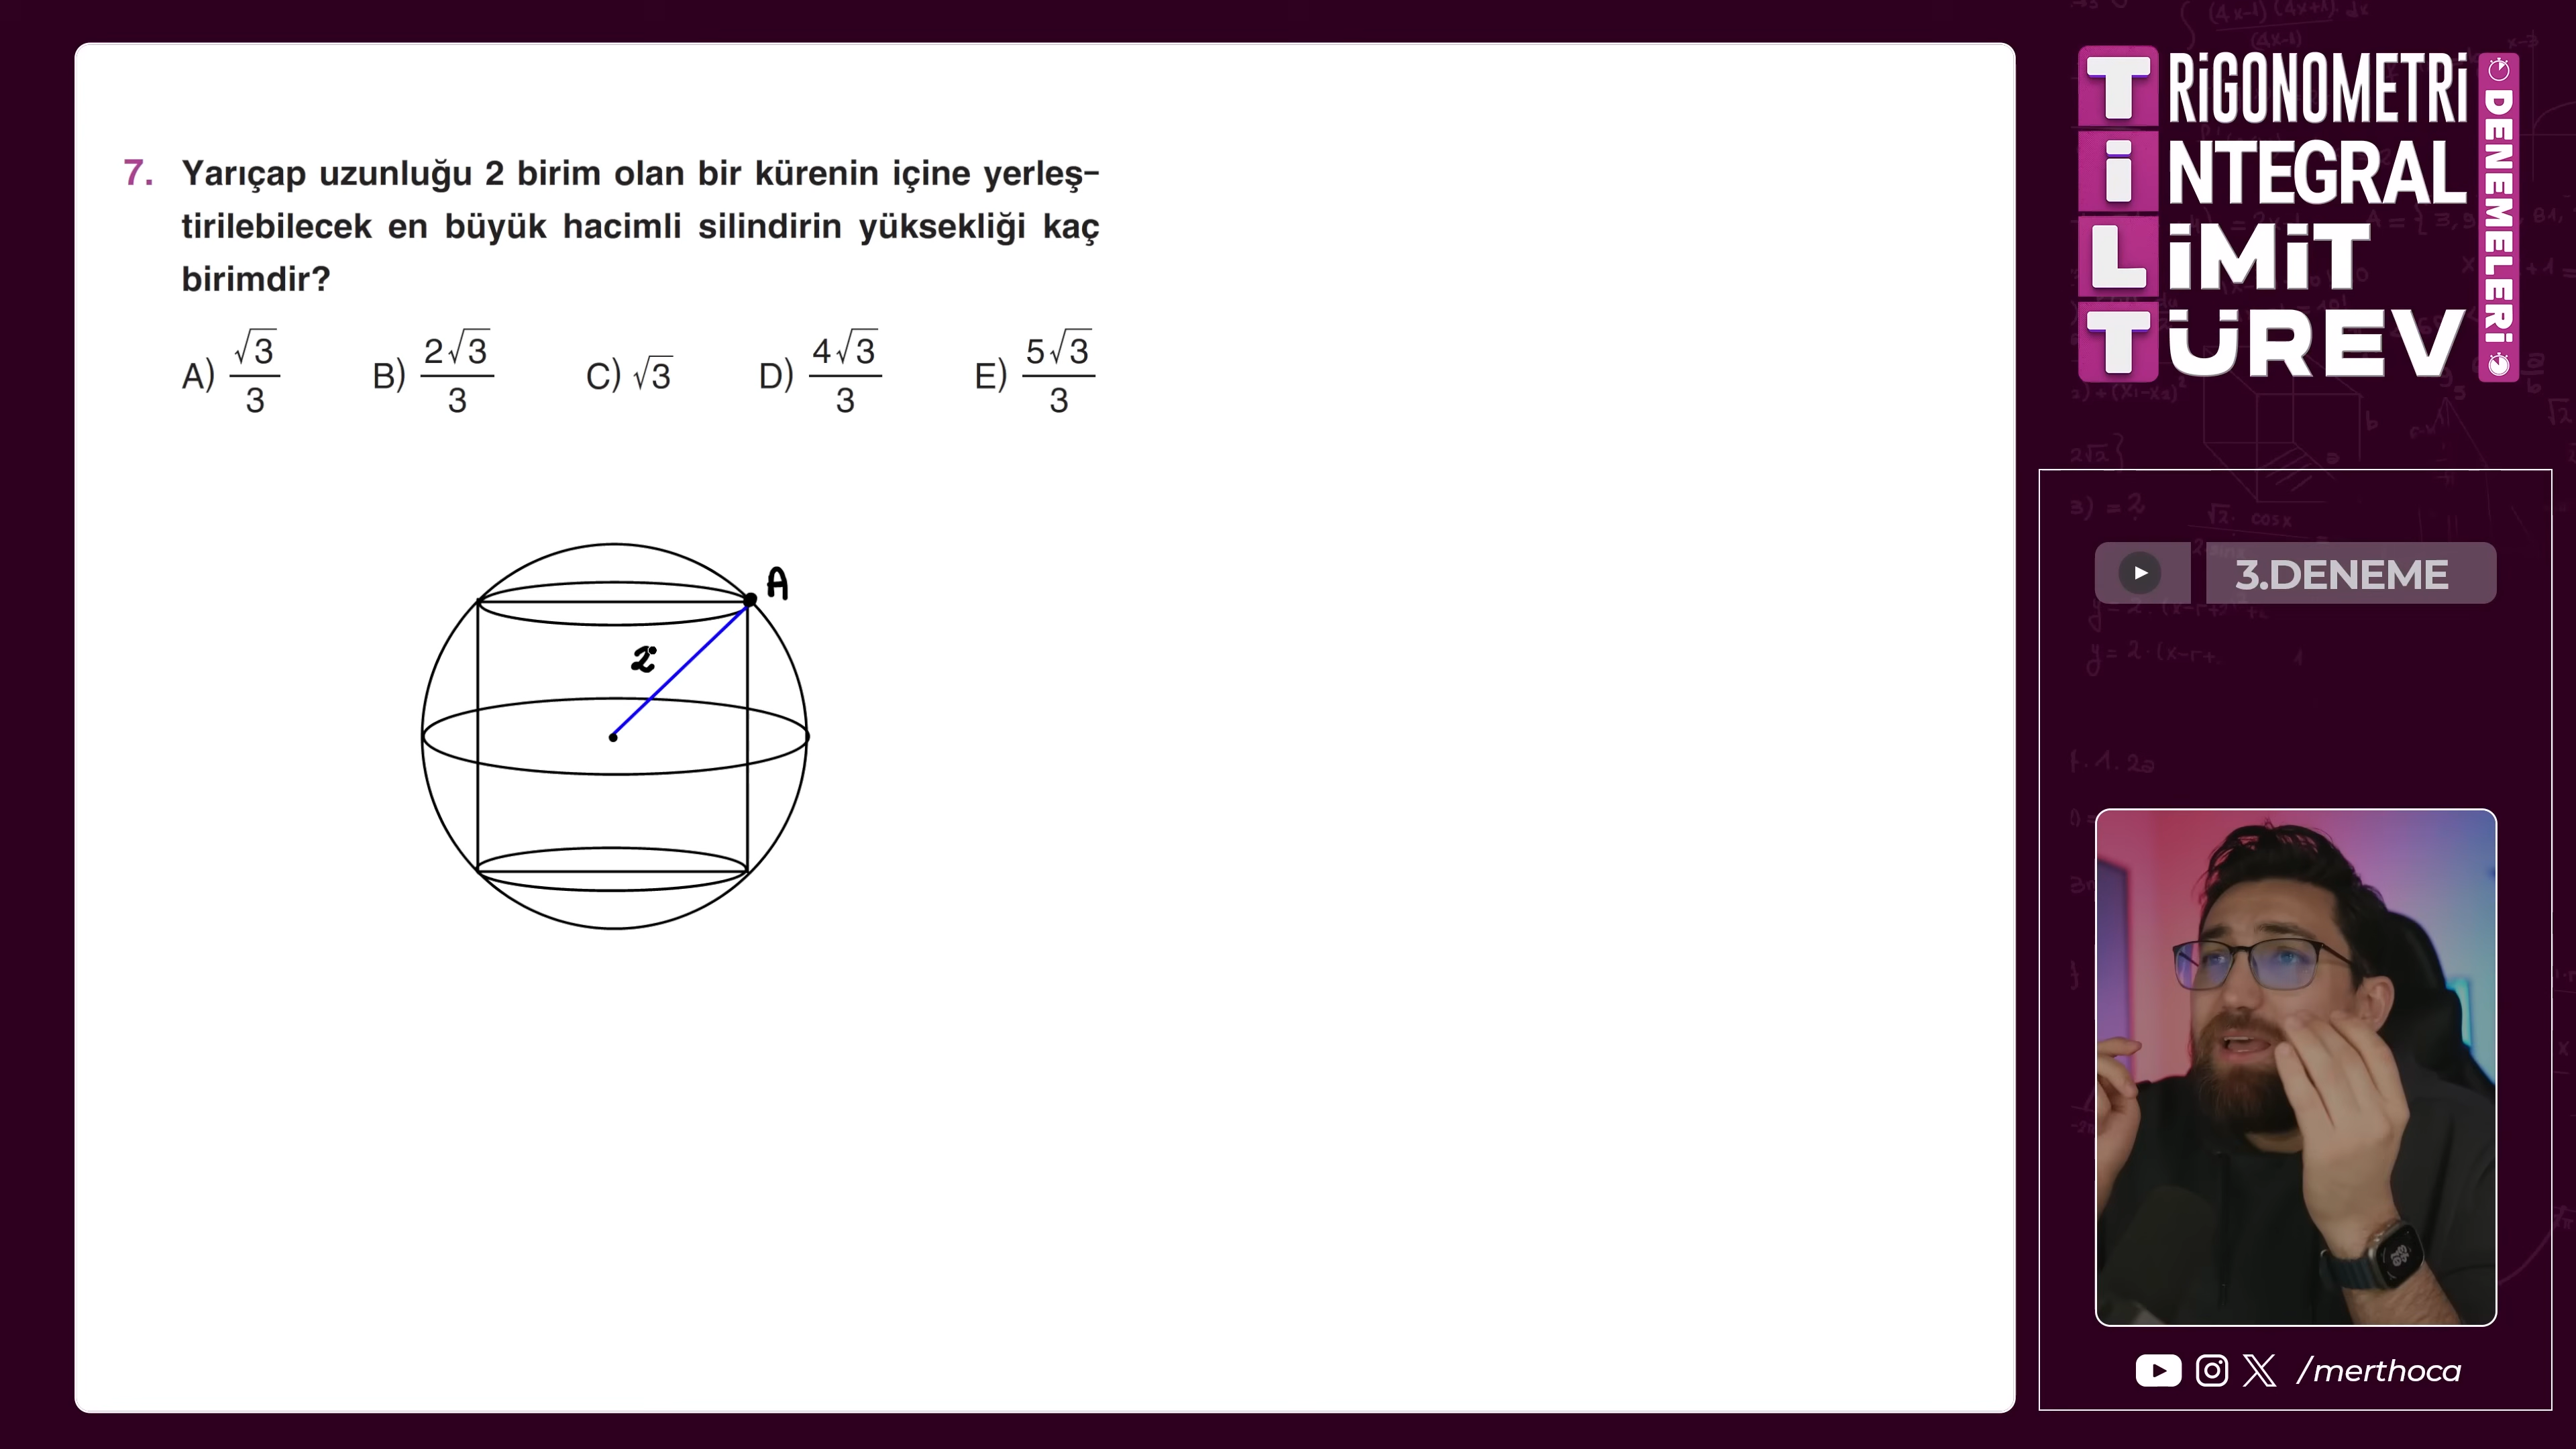 7. Yarıçap uzunluğu 2 birim olan bir kürenin içine yerleş-
tirilebilecek en büyük hacimli silindirin yüksekliği kaç
birimdir?
A) √3/3 B) 2√3/3 C) √3 D) 4√3/3 E) 5√3/3
A
2
TRiGONOMETRi
iNTEGRAL
LiMiT
TÜREV
DENEMELERi
3.DENEME
/merthoca